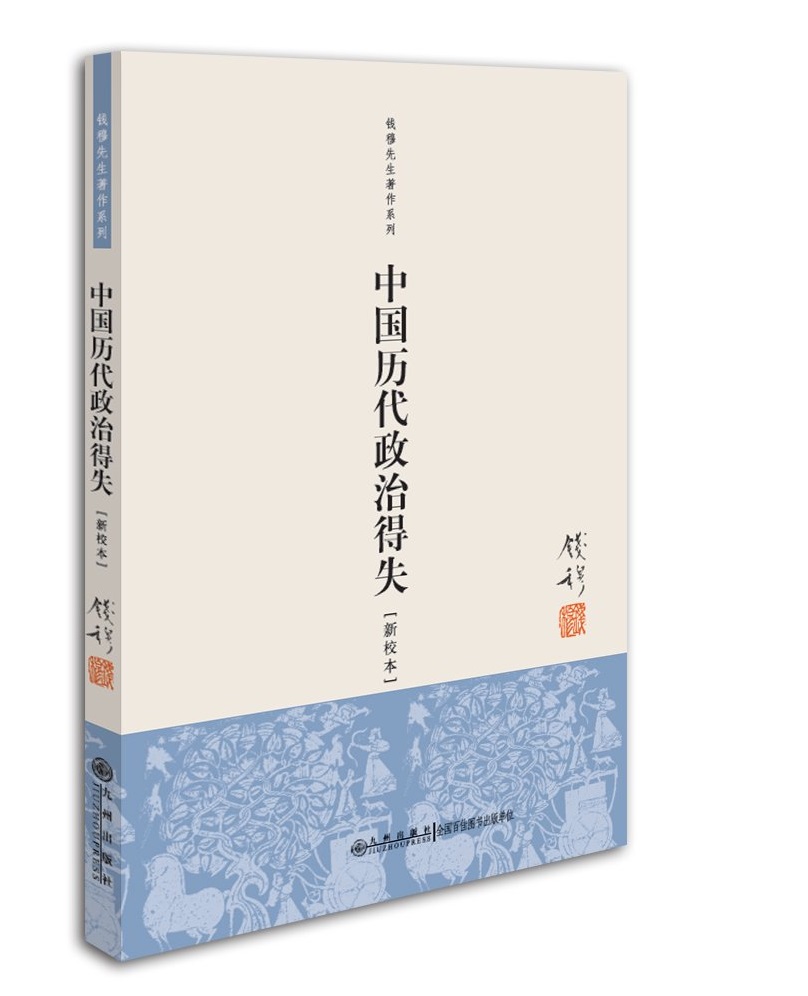 钱穆先生著作系列
中国历代政治得失
[新校本]
钱穆
钱穆先生著作系列
中国历代政治得失
[新校本]
錢穆
九州出版社
JIUZHOUPRESS
九州出版社
JIUZHOUPRESS
全国百佳图书出版单位